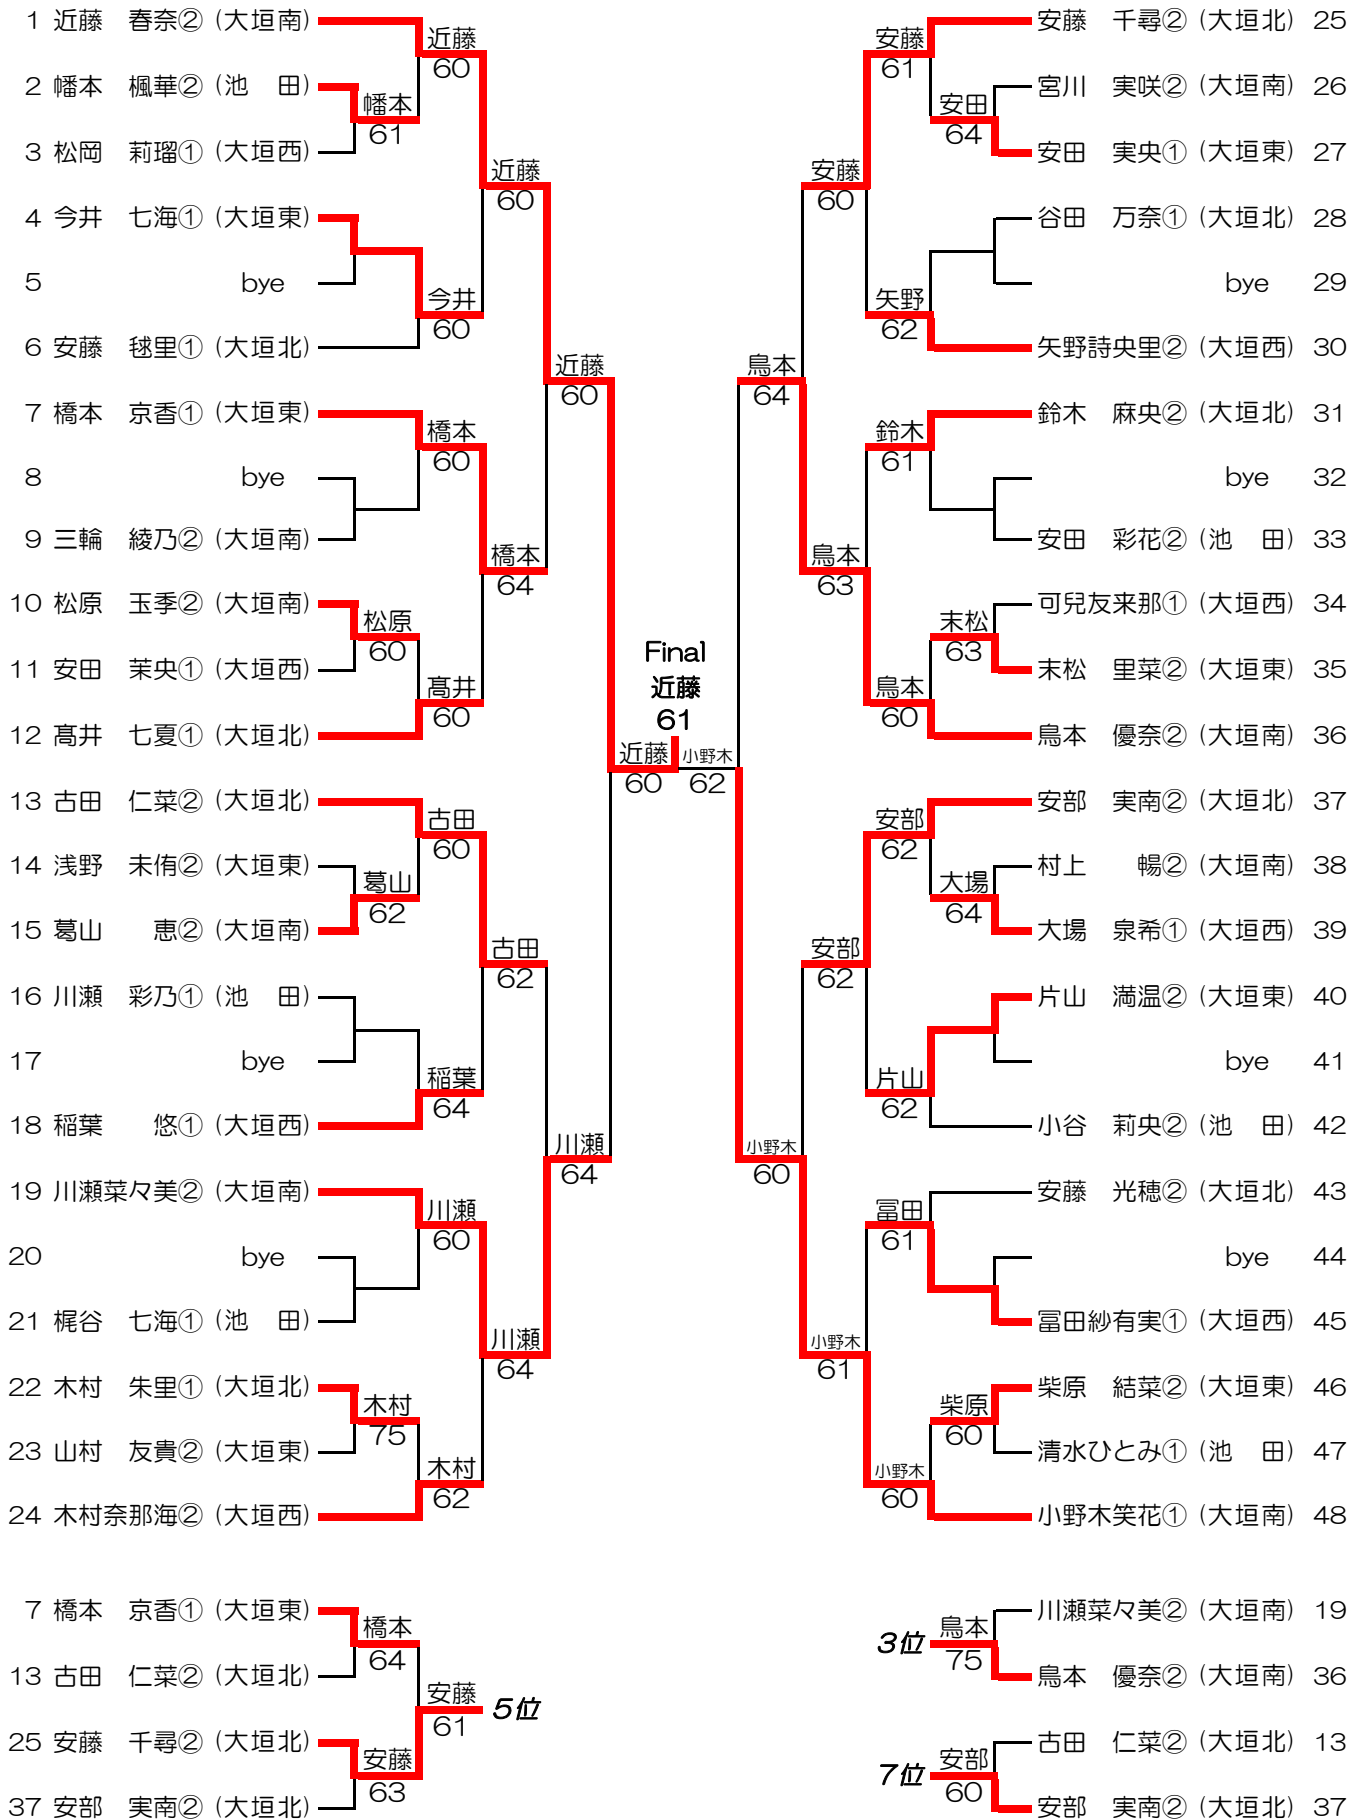 1 近藤　春奈② (大垣南)
2 幡本　楓華② (池　田)
3 松岡　莉瑠① (大垣西)
4 今井　七海① (大垣東)
5 bye
6 安藤　毬里① (大垣北)
7 橋本　京香① (大垣東)
8 bye
9 三輪　綾乃② (大垣南)
10 松原　玉季② (大垣南)
11 安田　茉央① (大垣西)
12 髙井　七夏① (大垣北)
13 古田　仁菜② (大垣北)
14 浅野　未侑② (大垣東)
15 葛山　恵② (大垣南)
16 川瀬　彩乃① (池　田)
17 bye
18 稲葉　悠① (大垣西)
19 川瀬菜々美② (大垣南)
20 bye
21 梶谷　七海① (池　田)
22 木村　朱里① (大垣北)
23 山村　友貴② (大垣東)
24 木村奈那海② (大垣西)
幡本
61
松原
60
葛山
62
木村
75
近藤
60
今井
60
橋本
60
髙井
60
古田
60
稲葉
64
川瀬
60
木村
62
近藤
60
橋本
64
古田
62
川瀬
64
近藤
60
川瀬
64
近藤
60
Final
近藤
61
小野木
62
鳥本
64
小野木
60
安藤
60
鳥本
63
安部
62
小野木
61
安藤
61
矢野
62
鈴木
61
鳥本
60
安部
62
片山
62
冨田
61
小野木
60
安田
64
末松
63
大場
64
柴原
60
安藤　千尋② (大垣北) 25
宮川　実咲② (大垣南) 26
安田　実央① (大垣東) 27
谷田　万奈① (大垣北) 28
bye 29
矢野詩央里② (大垣西) 30
鈴木　麻央② (大垣北) 31
bye 32
安田　彩花② (池　田) 33
可兒友来那① (大垣西) 34
末松　里菜② (大垣東) 35
鳥本　優奈② (大垣南) 36
安部　実南② (大垣北) 37
村上　暢② (大垣南) 38
大場　泉希① (大垣西) 39
片山　満温② (大垣東) 40
bye 41
小谷　莉央② (池　田) 42
安藤　光穂② (大垣北) 43
bye 44
冨田紗有実① (大垣西) 45
柴原　結菜② (大垣東) 46
清水ひとみ① (池　田) 47
小野木笑花① (大垣南) 48
7 橋本　京香① (大垣東)
13 古田　仁菜② (大垣北)
25 安藤　千尋② (大垣北)
37 安部　実南② (大垣北)
橋本
64
安藤
63
安藤
61
5位
3位
鳥本
75
川瀬菜々美② (大垣南) 19
鳥本　優奈② (大垣南) 36
7位
安部
60
古田　仁菜② (大垣北) 13
安部　実南② (大垣北) 37